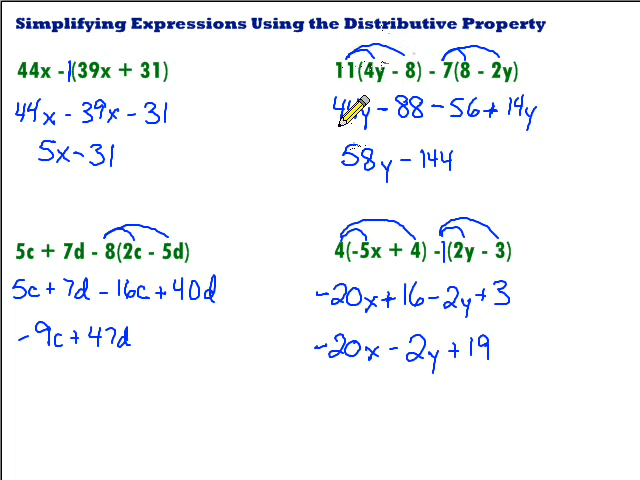 Simplifying Expressions Using the Distributive Property
44x -1(39x + 31)
44x - 39x - 31
5x - 31
11(4y - 8) - 7(8 - 2y)
44y - 88 - 56 + 14y
58y - 144
5c + 7d - 8(2c - 5d)
5c + 7d - 16c + 40d
-9c + 47d
4(-5x + 4) -1(2y - 3)
-20x + 16 - 2y + 3
-20x - 2y + 19